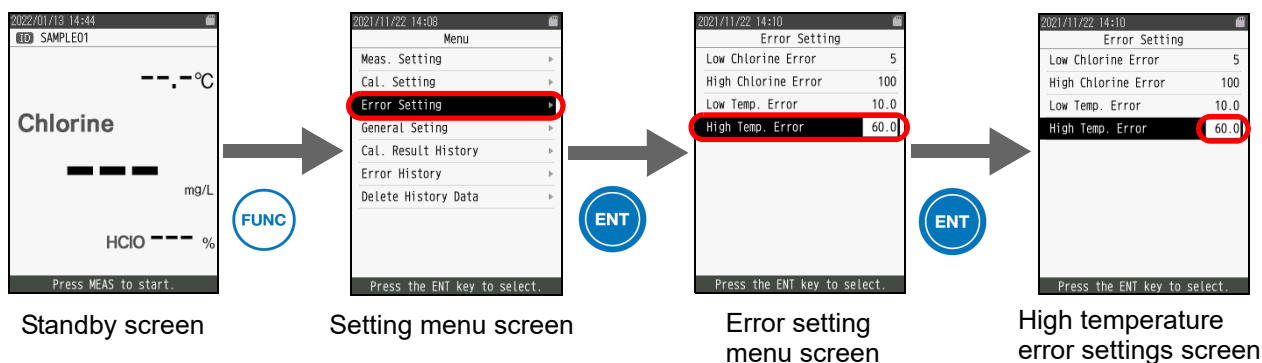 2022/01/13 14:44
ID SAMPLE01
--.-℃
Chlorine
---
mg/L
HClO --- %
Press MEAS to start.
Standby screen
FUNC
2021/11/22 14:08
Menu
Meas. Setting
Cal. Setting
Error Setting
General Seting
Cal. Result History
Error History
Delete History Data
Press the ENT key to select.
Setting menu screen
ENT
2021/11/22 14:10
Error Setting
Low Chlorine Error 5
High Chlorine Error 100
Low Temp. Error 10.0
High Temp. Error 60.0
Press the ENT key to select.
Error setting
menu screen
ENT
2021/11/22 14:10
Error Setting
Low Chlorine Error 5
High Chlorine Error 100
Low Temp. Error 10.0
High Temp. Error 60.0
Press the ENT key to select.
High temperature
error settings screen